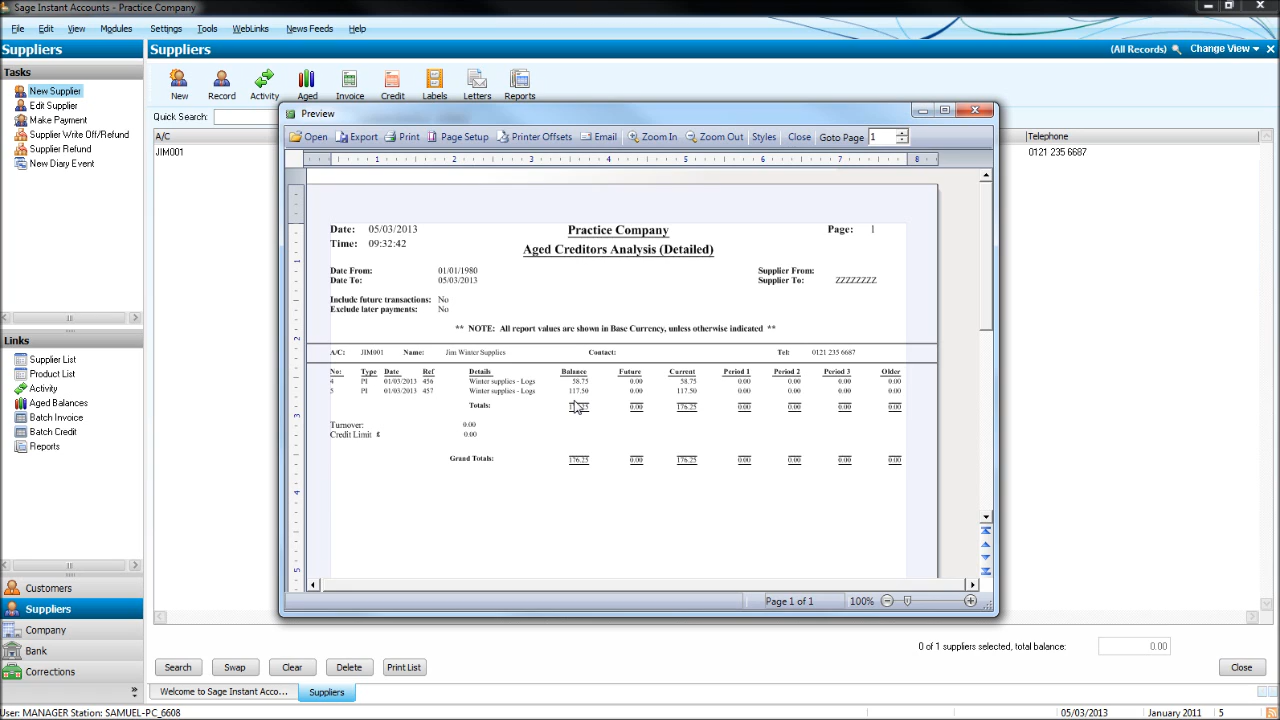 Sage Instant Accounts - Practice Company
File Edit View Modules Settings Tools WebLinks News Feeds Help
Suppliers
Suppliers
(All Records) Change View
Tasks
New Supplier
Edit Supplier
Make Payment
Supplier Write Off/Refund
Supplier Refund
New Diary Event
New Record Activity Aged Invoice Credit Labels Letters Reports
Quick Search:
A/C
Telephone
JIM001
0121 235 6687
Preview
Open Export Print Page Setup Printer Offsets Email Zoom In Zoom Out Styles Close Goto Page 1
1 2 3 4 5 6 7 8
Date: 05/03/2013 Practice Company Page: 1
Time: 09:32:42 Aged Creditors Analysis (Detailed)
Date From: 01/01/1980 Supplier From:
Date To: 05/03/2013 Supplier To: ZZZZZZZZ
Include future transactions: No
Exclude later payments: No
** NOTE: All report values are shown in Base Currency, unless otherwise indicated **
A/C: JIM001 Name: Jim Winter Supplies Contact: Tel: 0121 235 6687
No: Type Date Ref Details Balance Future Current Period 1 Period 2 Period 3 Older
4 PI 01/03/2013 456 Winter supplies - Logs 58.75 0.00 58.75 0.00 0.00 0.00 0.00
5 PI 01/03/2013 457 Winter supplies - Logs 117.50 0.00 117.50 0.00 0.00 0.00 0.00
Totals: 0.00 176.25 0.00 0.00 0.00 0.00
Turnover: 0.00
Credit Limit £ 0.00
Grand Totals: 176.25 0.00 176.25 0.00 0.00 0.00 0.00
1
2
3
4
5
Page 1 of 1 100%
Links
Supplier List
Product List
Activity
Aged Balances
Batch Invoice
Batch Credit
Reports
Customers
Suppliers
Company
Bank
Corrections
0 of 1 suppliers selected, total balance: 0.00
Search Swap Clear Delete Print List Close
Welcome to Sage Instant Acco... Suppliers
User: MANAGER Station: SAMUEL-PC_6608 05/03/2013 January 2011 5